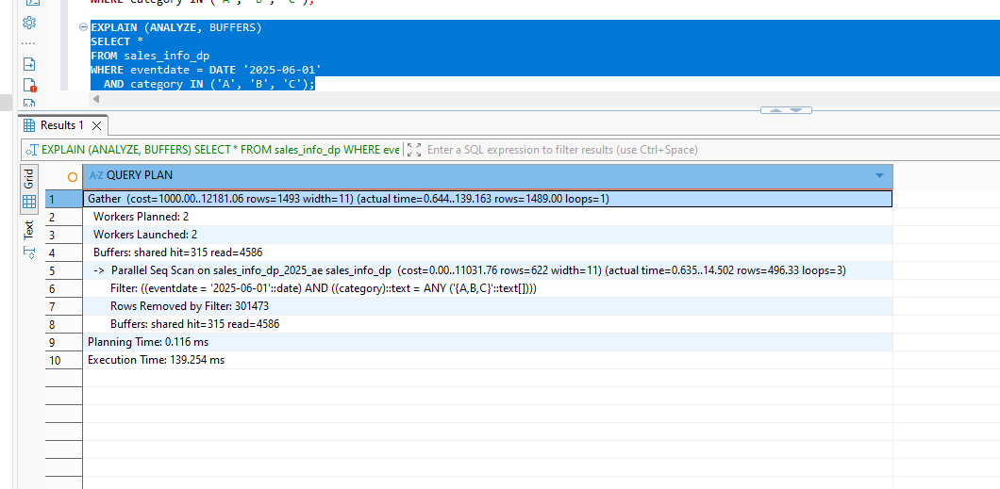 WHERE category IN ('A', 'B', 'C');
EXPLAIN (ANALYZE, BUFFERS)
SELECT *
FROM sales_info_dp
WHERE eventdate = DATE '2025-06-01'
AND category IN ('A', 'B', 'C');
Results 1
EXPLAIN (ANALYZE, BUFFERS) SELECT * FROM sales_info_dp WHERE eve
Enter a SQL expression to filter results (use Ctrl+Space)
Grid
Text
A-Z QUERY PLAN
1 Gather (cost=1000.00..12181.06 rows=1493 width=11) (actual time=0.644..139.163 rows=1489.00 loops=1)
2 Workers Planned: 2
3 Workers Launched: 2
4 Buffers: shared hit=315 read=4586
5 -> Parallel Seq Scan on sales_info_dp_2025_ae sales_info_dp (cost=0.00..11031.76 rows=622 width=11) (actual time=0.635..14.502 rows=496.33 loops=3)
6 Filter: ((eventdate = '2025-06-01'::date) AND ((category)::text = ANY ('{A,B,C}'::text[])))
7 Rows Removed by Filter: 301473
8 Buffers: shared hit=315 read=4586
9 Planning Time: 0.116 ms
10 Execution Time: 139.254 ms